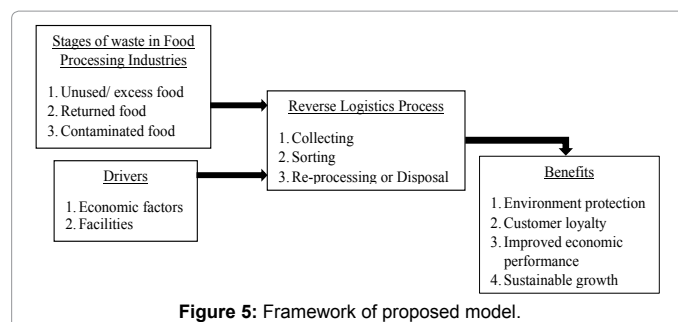 Stages of waste in Food
Processing Industries
1. Unused/ excess food
2. Returned food
3. Contaminated food
Drivers
1. Economic factors
2. Facilities
Reverse Logistics Process
1. Collecting
2. Sorting
3. Re-processing or Disposal
Benefits
1. Environment protection
2. Customer loyalty
3. Improved economic
performance
4. Sustainable growth
Figure 5: Framework of proposed model.